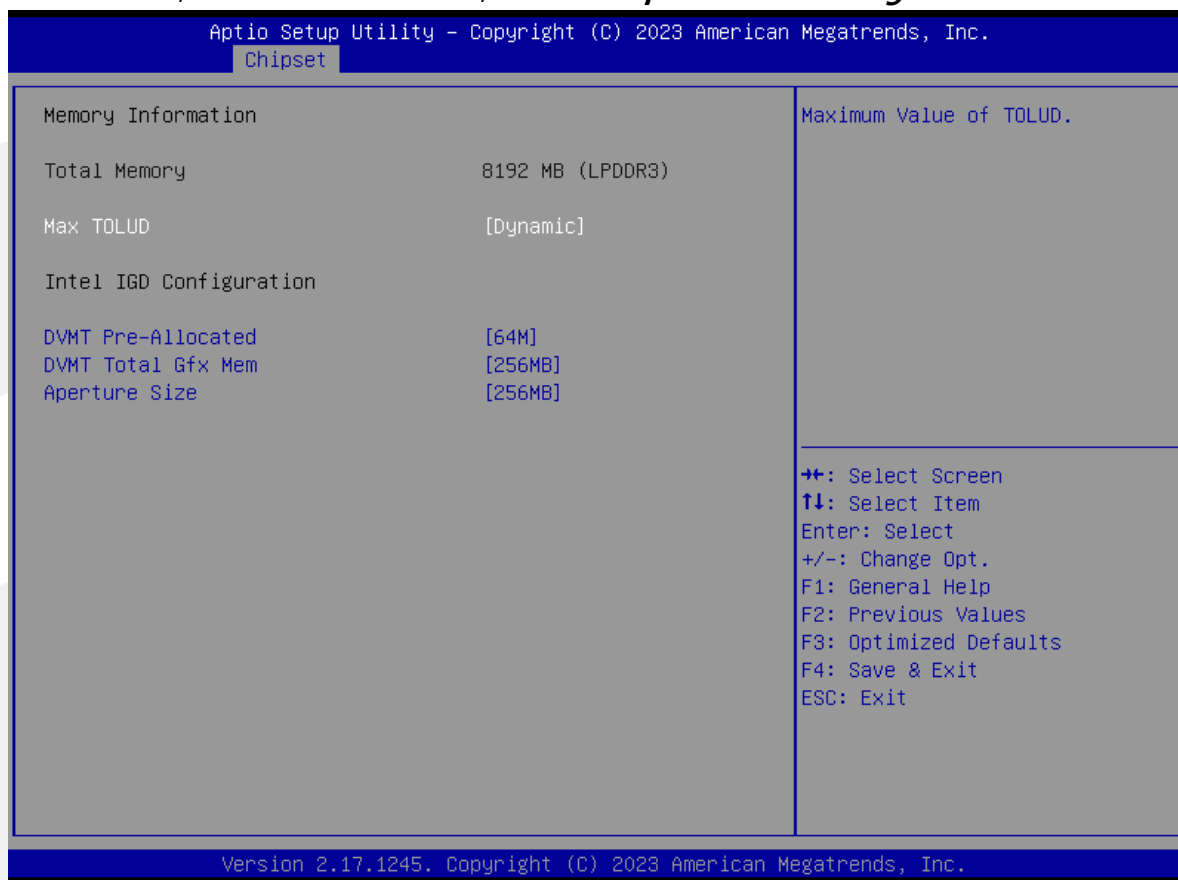 Aptio Setup Utility – Copyright (C) 2023 American Megatrends, Inc.
Chipset
Memory Information
Maximum Value of TOLUD.
Total Memory 8192 MB (LPDDR3)
Max TOLUD [Dynamic]
Intel IGD Configuration
DVMT Pre-Allocated [64M]
DVMT Total Gfx Mem [256MB]
Aperture Size [256MB]
→←: Select Screen
↑↓: Select Item
Enter: Select
+/-: Change Opt.
F1: General Help
F2: Previous Values
F3: Optimized Defaults
F4: Save & Exit
ESC: Exit
Version 2.17.1245. Copyright (C) 2023 American Megatrends, Inc.